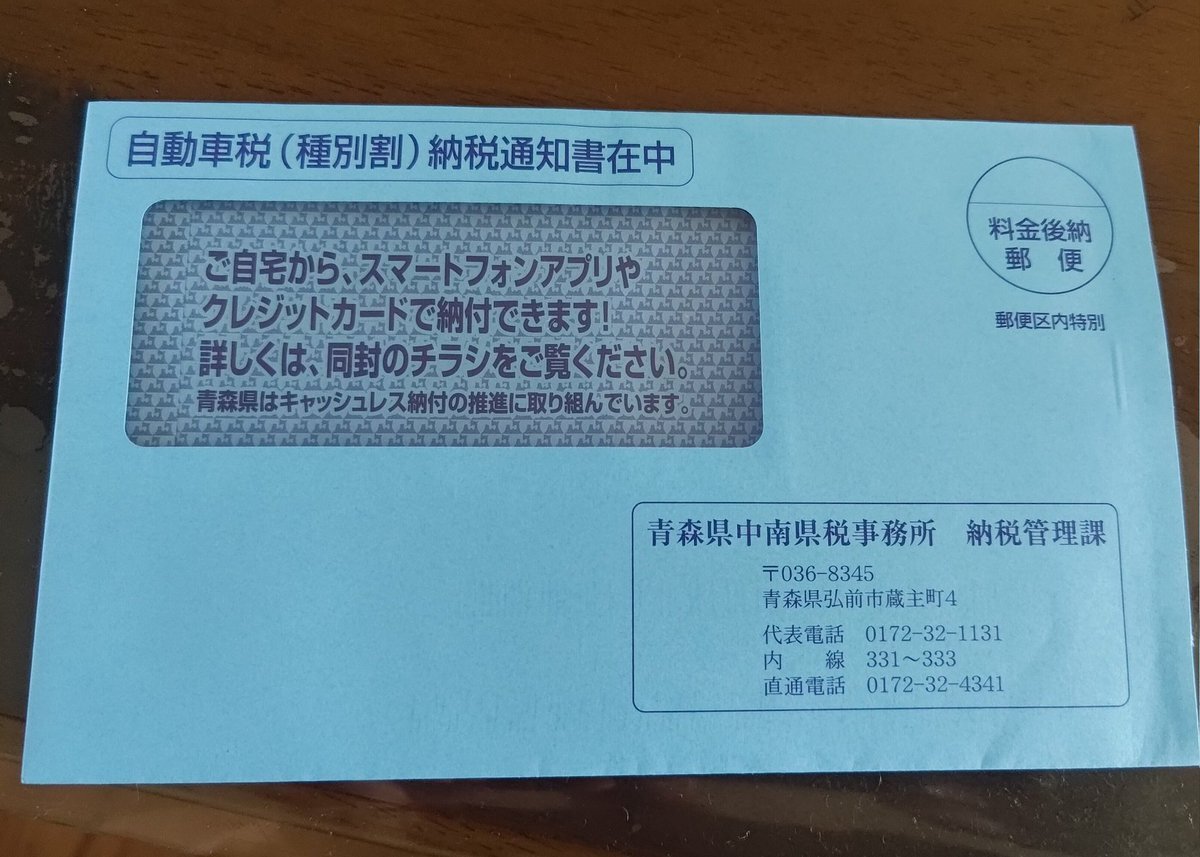 自動車税(種別割)納税通知書在中
料金後納
郵　便
郵便区内特別
ご自宅から、スマートフォンアプリや
クレジットカードで納付できます!
詳しくは、同封のチラシをご覧ください。
青森県はキャッシュレス納付の推進に取り組んでいます。
青森県中南県税事務所　納税管理課
〒036-8345
青森県弘前市蔵主町4
代表電話　0172-32-1131
内　　線　331～333
直通電話　0172-32-4341